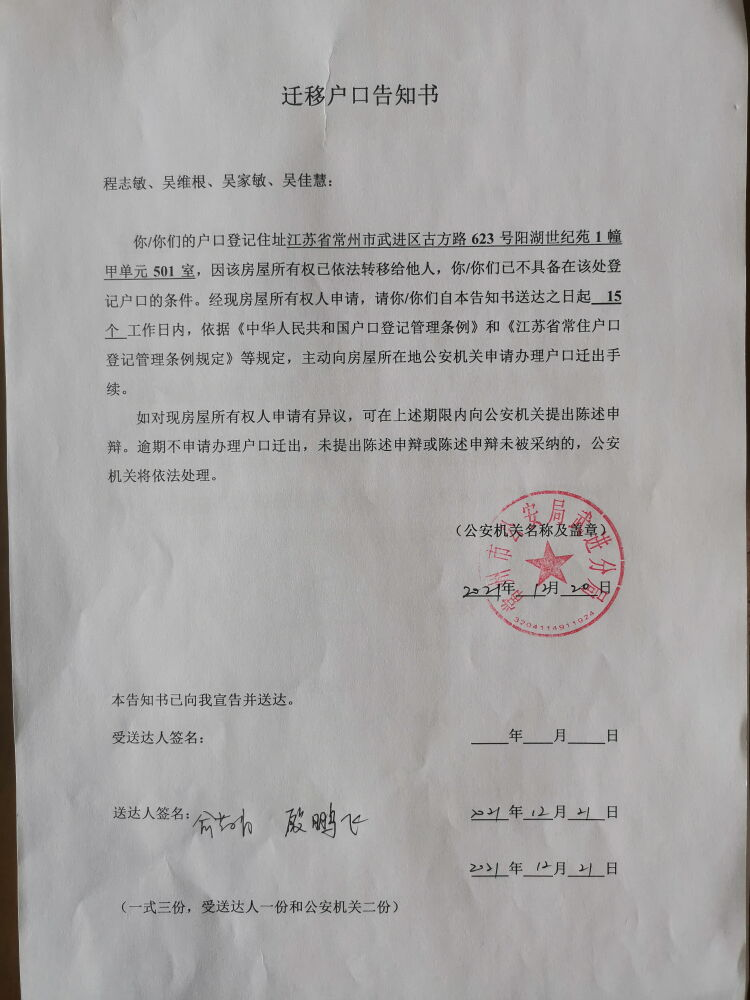 迁移户口告知书
程志敏、吴维根、吴家敏、吴佳慧：
你/你们的户口登记住址江苏省常州市武进区古方路 623 号阳湖世纪苑 1 幢
甲单元 501 室，因该房屋所有权已依法转移给他人，你/你们已不具备在该处登
记户口的条件。经现房屋所有权人申请，请你/你们自本告知书送达之日起 15
个 工作日内，依据《中华人民共和国户口登记管理条例》和《江苏省常住户口
登记管理条例规定》等规定，主动向房屋所在地公安机关申请办理户口迁出手
续。
如对现房屋所有权人申请有异议，可在上述期限内向公安机关提出陈述申
辩。逾期不申请办理户口迁出，未提出陈述申辩或陈述申辩未被采纳的，公安
机关将依法处理。
（公安机关名称及盖章）
常州市公安局武进分局
2021年 12月 20日
3204114911924
本告知书已向我宣告并送达。
受送达人签名： 年 月 日
送达人签名： 殷鹏飞 2021年 12月 21日
2021年 12月 21日
（一式三份，受送达人一份和公安机关二份）